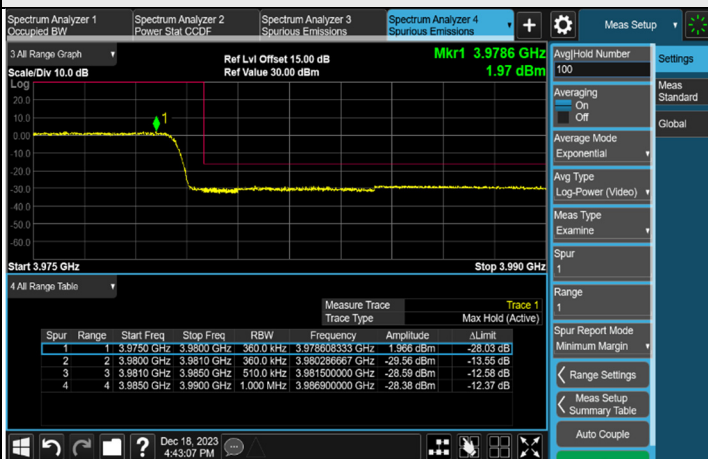 Spectrum Analyzer 1
Occupied BW
Spectrum Analyzer 2
Power Stat CCDF
Spectrum Analyzer 3
Spurious Emissions
Spectrum Analyzer 4
Spurious Emissions
Meas Setup
3 All Range Graph
Ref Lvl Offset 15.00 dB
Mkr1 3.9786 GHz
Scale/Div 10.0 dB
Ref Value 30.00 dBm
1.97 dBm
Log
20.0
10.0
0.00
-10.0
-20.0
-30.0
-40.0
-50.0
-60.0
1
Start 3.975 GHz
Stop 3.990 GHz
4 All Range Table
Measure Trace
Trace 1
Trace Type
Max Hold (Active)
Spur Range Start Freq Stop Freq RBW Frequency Amplitude ΔLimit
1 1 3.9750 GHz 3.9800 GHz 360.0 kHz 3.978608333 GHz 1.966 dBm -28.03 dB
2 2 3.9800 GHz 3.9810 GHz 360.0 kHz 3.980286667 GHz -29.56 dBm -13.55 dB
3 3 3.9810 GHz 3.9850 GHz 510.0 kHz 3.981500000 GHz -28.59 dBm -12.58 dB
4 4 3.9850 GHz 3.9900 GHz 1.000 MHz 3.986900000 GHz -28.38 dBm -12.37 dB
Avg|Hold Number
100
Averaging
On
Off
Average Mode
Exponential
Avg Type
Log-Power (Video)
Meas Type
Examine
Spur
1
Range
1
Spur Report Mode
Minimum Margin
Range Settings
Meas Setup
Summary Table
Auto Couple
Settings
Meas
Standard
Global
Dec 18, 2023
4:43:07 PM